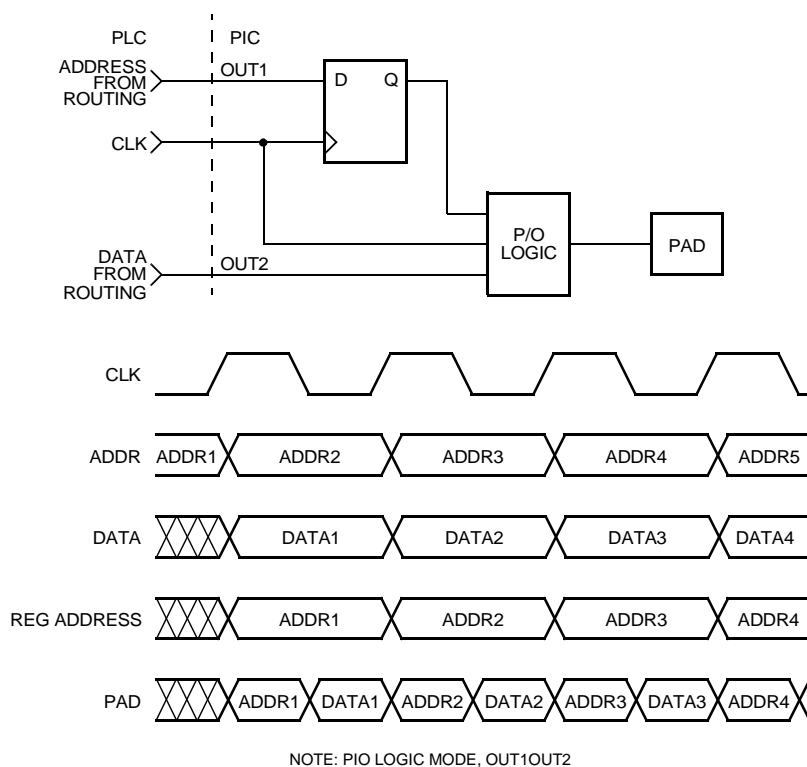 PLC PIC
ADDRESS
FROM
ROUTING
OUT1
D Q
CLK
DATA
FROM
ROUTING
OUT2
P/O
LOGIC
PAD
CLK
ADDR ADDR1 ADDR2 ADDR3 ADDR4 ADDR5
DATA DATA1 DATA2 DATA3 DATA4
REG ADDRESS ADDR1 ADDR2 ADDR3 ADDR4
PAD ADDR1 DATA1 ADDR2 DATA2 ADDR3 DATA3 ADDR4
NOTE: PIO LOGIC MODE, OUT1OUT2